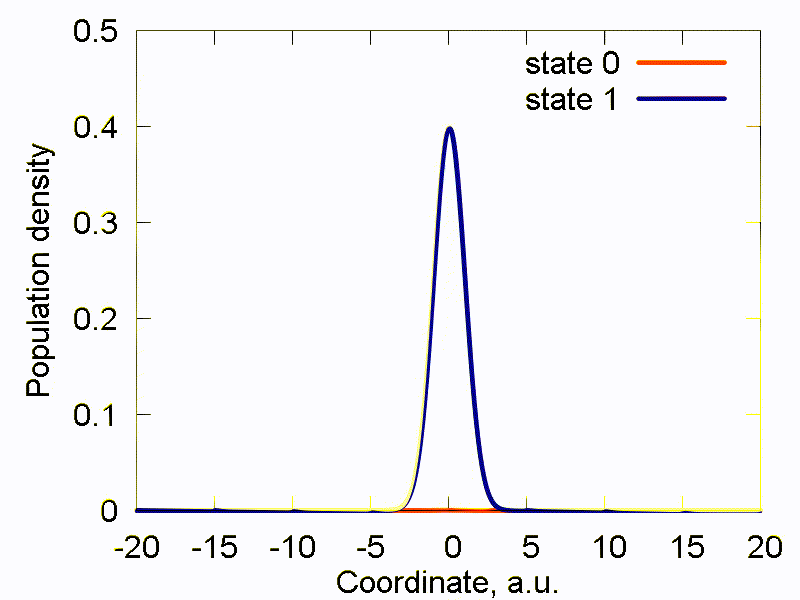 0.5
state 0
state 1
0.4
0.3
0.2
0.1
0
Population density
-20 -15 -10 -5 0 5 10 15 20
Coordinate, a.u.